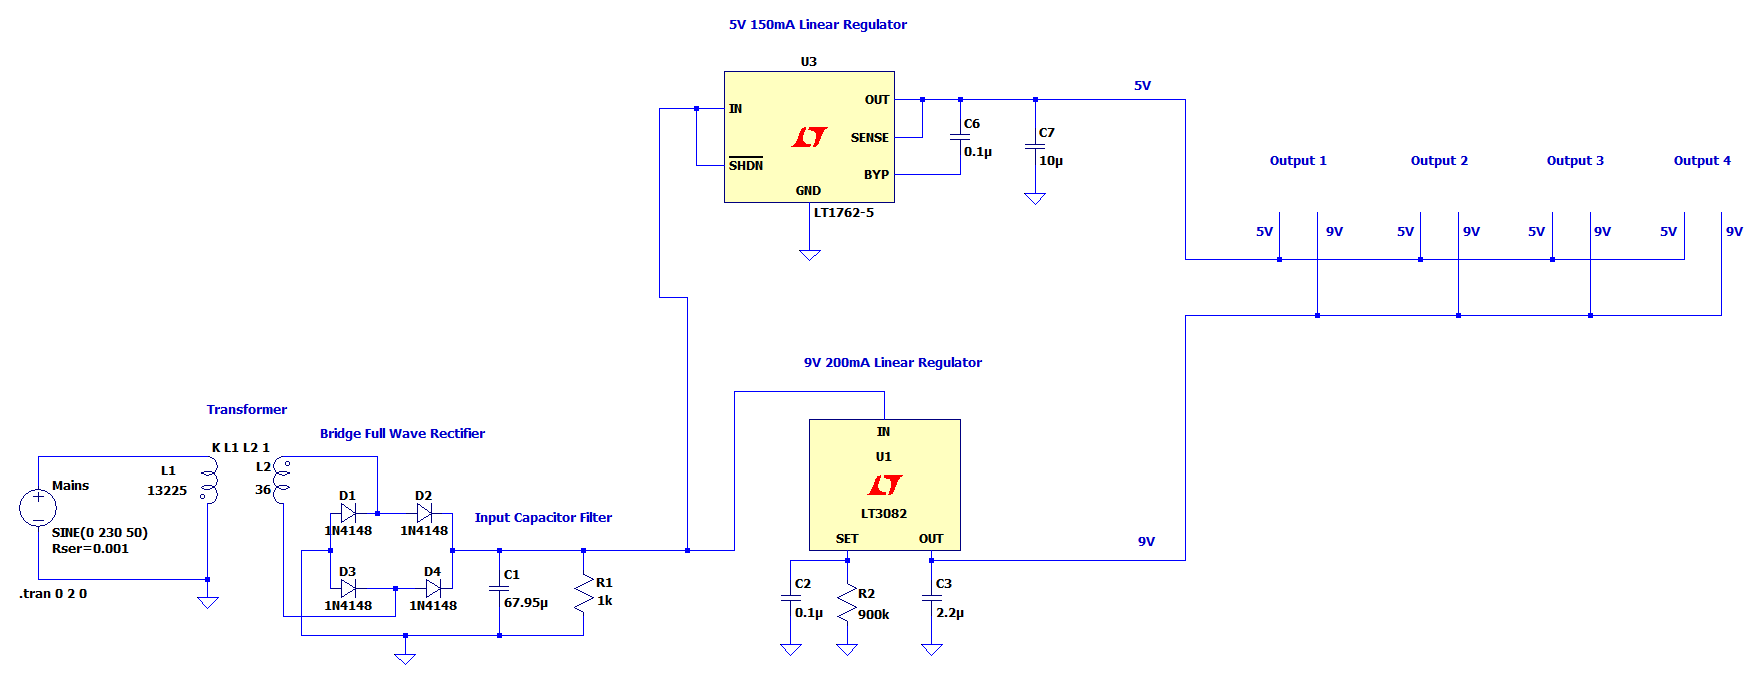 5V 150mA Linear Regulator
U3
IN
SHDN
OUT
SENSE
BYP
GND
LT1762-5
C6
0.1µ
C7
10µ
5V
Output 1
Output 2
Output 3
Output 4
5V
9V
5V
9V
5V
9V
5V
9V
9V 200mA Linear Regulator
IN
U1
LT3082
SET
OUT
9V
C2
0.1µ
R2
900k
C3
2.2µ
Transformer
K L1 L2 1
Bridge Full Wave Rectifier
L1
13225
L2
36
Mains
SINE(0 230 50)
Rser=0.001
.tran 0 2 0
D1
1N4148
D2
1N4148
D3
1N4148
D4
1N4148
Input Capacitor Filter
C1
67.95µ
R1
1k